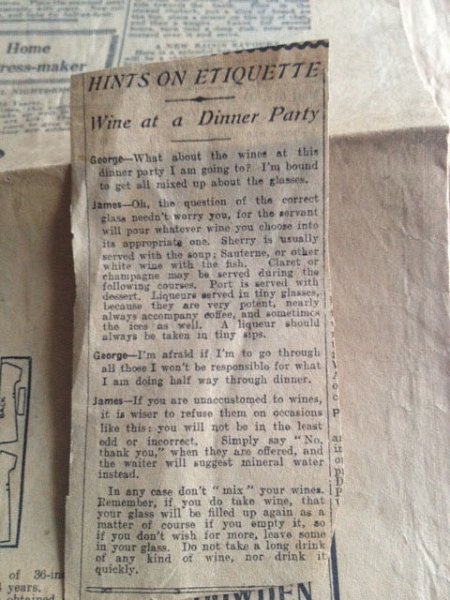 Home
ress-maker
HINTS ON ETIQUETTE
Wine at a Dinner Party
George—What about the wines at this
dinner party I am going to? I'm bound
to get all mixed up about the glasses.
James—Oh, the question of the correct
glass needn't worry you, for the servant
will pour whatever wine you choose into
its appropriate one. Sherry is usually
served with the soup; Sauterne, or other
white wine with the fish. Claret or
champagne may be served during the
following courses. Port is served with
dessert. Liqueurs served in tiny glasses,
because they are very potent, nearly
always accompany coffee, and sometimes
the ices as well. A liqueur should
always be taken in tiny sips.
George—I'm afraid if I'm to go through
all those I won't be responsible for what
I am doing half way through dinner.
James—If you are unaccustomed to wines,
it is wiser to refuse them on occasions
like this: you will not be in the least
odd or incorrect. Simply say "No,
thank you," when they are offered, and
the waiter will suggest mineral water
instead.
In any case don't "mix" your wines.
Remember, if you do take wine, that
your glass will be filled up again as a
matter of course if you empty it, so
if you don't wish for more, leave some
in your glass. Do not take a long drink
of any kind of wine, nor drink it
quickly.
BACK
of 36-in
years.
obtained